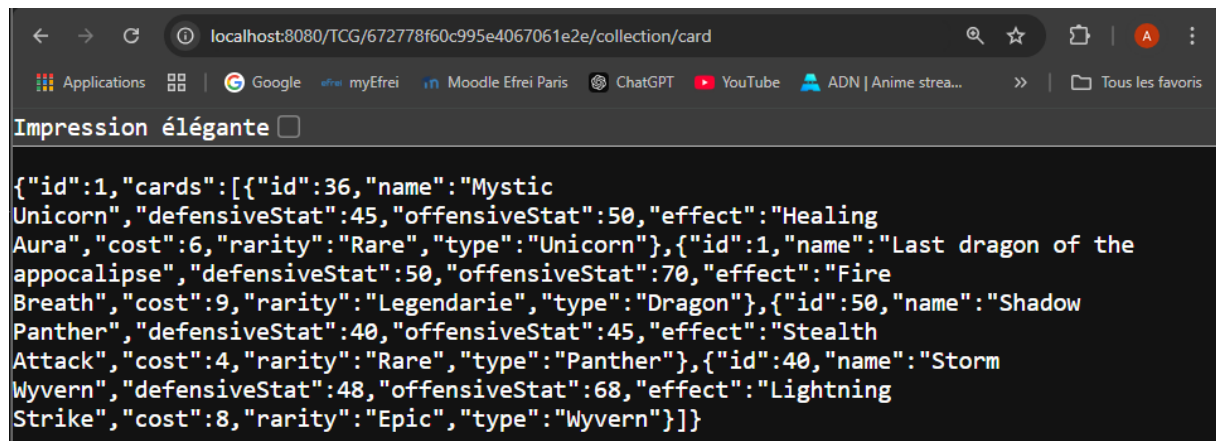 localhost:8080/TCG/672778f60c995e4067061e2e/collection/card
A
Applications Google efrei myEfrei Moodle Efrei Paris ChatGPT YouTube ADN | Anime strea... » Tous les favoris
Impression élégante
{"id":1,"cards":[{"id":36,"name":"Mystic
Unicorn","defensiveStat":45,"offensiveStat":50,"effect":"Healing
Aura","cost":6,"rarity":"Rare","type":"Unicorn"},{"id":1,"name":"Last dragon of the
appocalipse","defensiveStat":50,"offensiveStat":70,"effect":"Fire
Breath","cost":9,"rarity":"Legendarie","type":"Dragon"},{"id":50,"name":"Shadow
Panther","defensiveStat":40,"offensiveStat":45,"effect":"Stealth
Attack","cost":4,"rarity":"Rare","type":"Panther"},{"id":40,"name":"Storm
Wyvern","defensiveStat":48,"offensiveStat":68,"effect":"Lightning
Strike","cost":8,"rarity":"Epic","type":"Wyvern"}]}